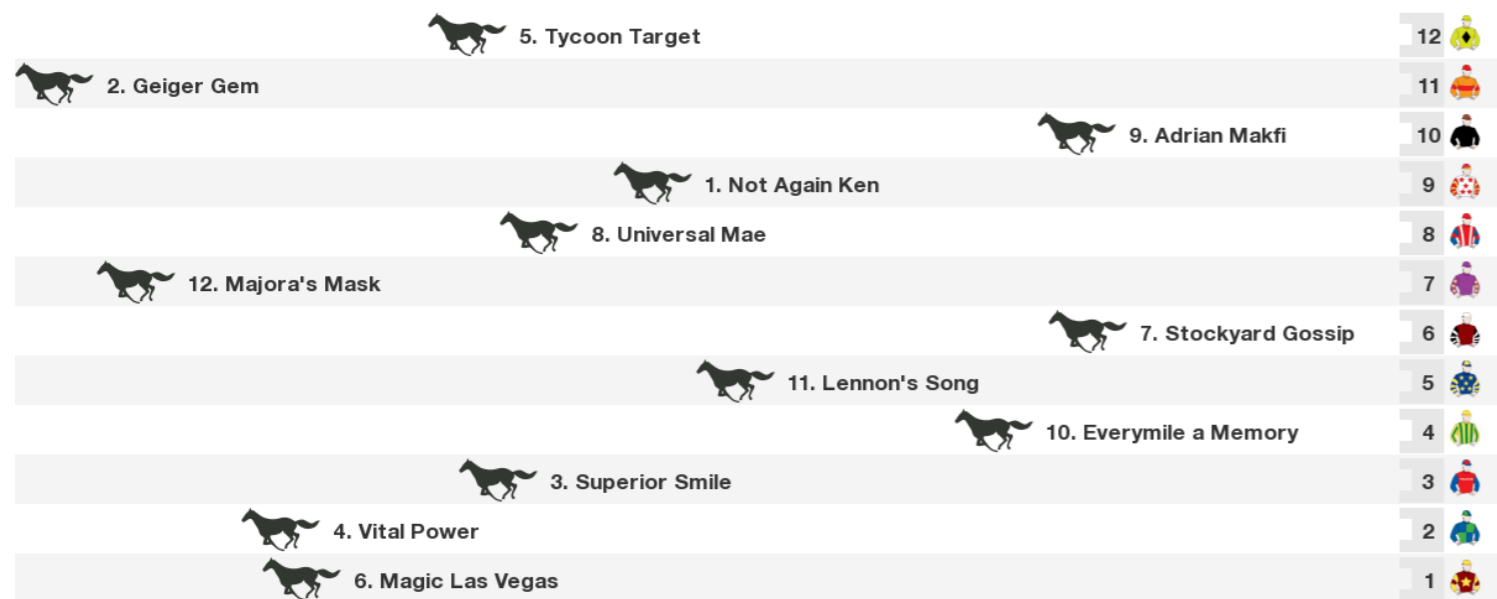 5. Tycoon Target 12
2. Geiger Gem 11
9. Adrian Makfi 10
1. Not Again Ken 9
8. Universal Mae 8
12. Majora's Mask 7
7. Stockyard Gossip 6
11. Lennon's Song 5
10. Everymile a Memory 4
3. Superior Smile 3
4. Vital Power 2
6. Magic Las Vegas 1